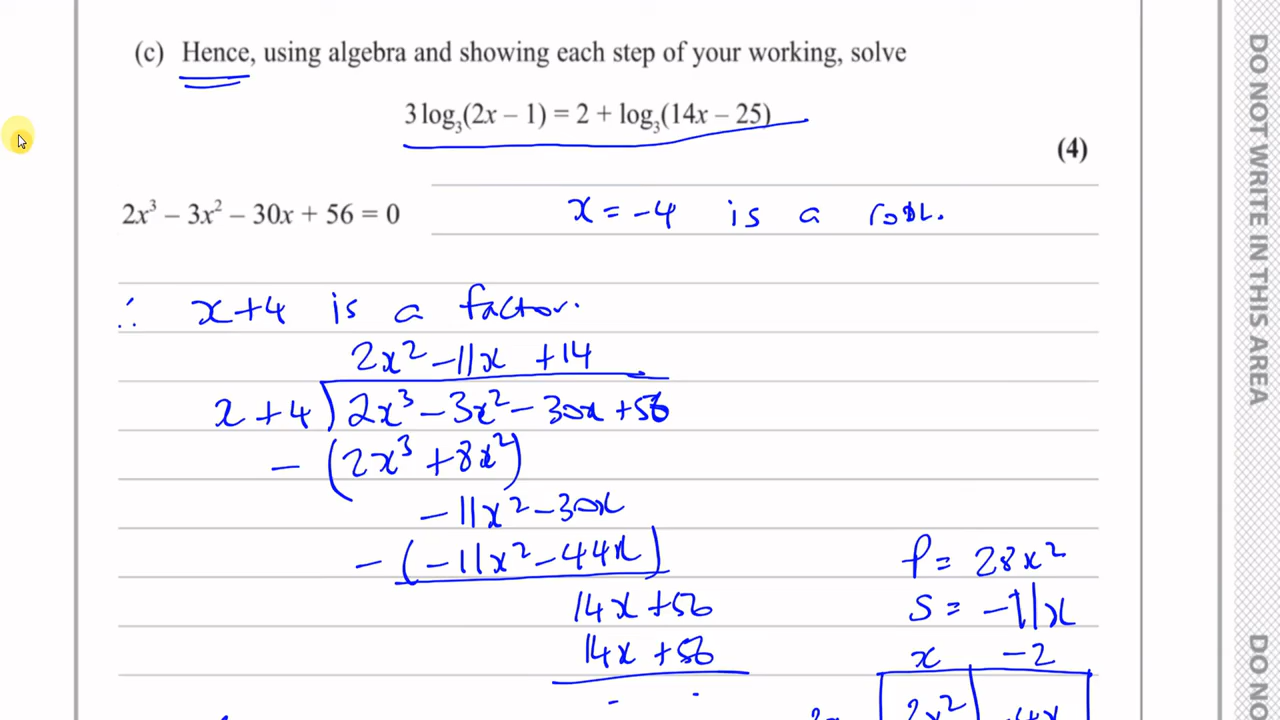 (c) Hence, using algebra and showing each step of your working, solve
3 log₃(2x – 1) = 2 + log₃(14x – 25)
(4)
2x³ – 3x² – 30x + 56 = 0
x = -4 is a root.
∴ x+4 is a factor.
2x² -11x +14
x+4 ) 2x³ -3x² -30x +56
- (2x³ +8x²)
-11x² -30x
- (-11x² -44x)
14x +56
14x +56
P = 28x²
S = -11x
x -2
2x² -4x
DO NOT WRITE IN THIS AREA
DO NO